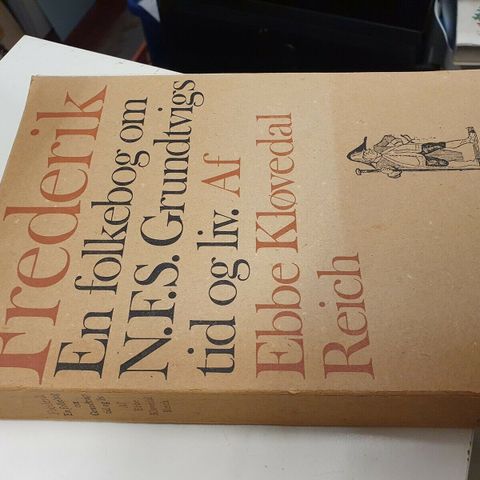 Frederik
En folkebog om
N.F.S. Grundtvigs
tid og liv. Af
Ebbe Kløvedal
Reich